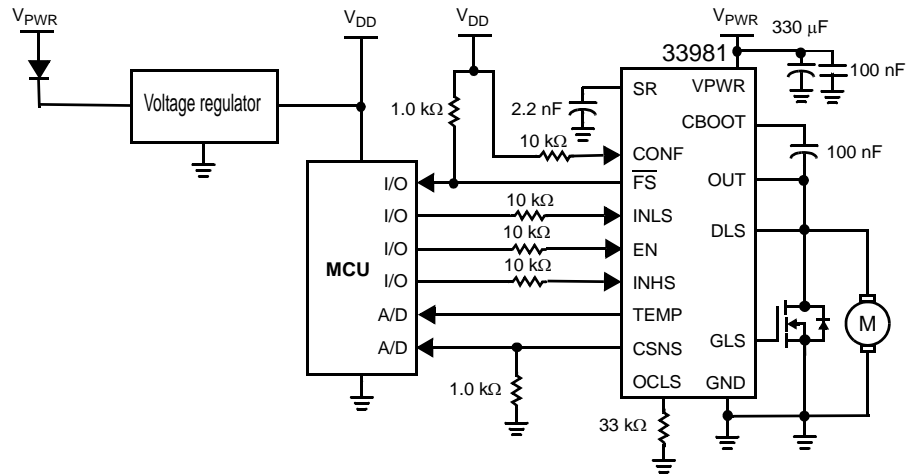 VPWR
VDD
VDD
VPWR
330 μF
33981
100 nF
Voltage regulator
1.0 kΩ
2.2 nF
SR
VPWR
CBOOT
10 kΩ
CONF
100 nF
I/O
FS
OUT
I/O
10 kΩ
INLS
DLS
I/O
10 kΩ
EN
MCU
10 kΩ
I/O
INHS
A/D
TEMP
M
A/D
CSNS
GLS
1.0 kΩ
OCLS
GND
33 kΩ